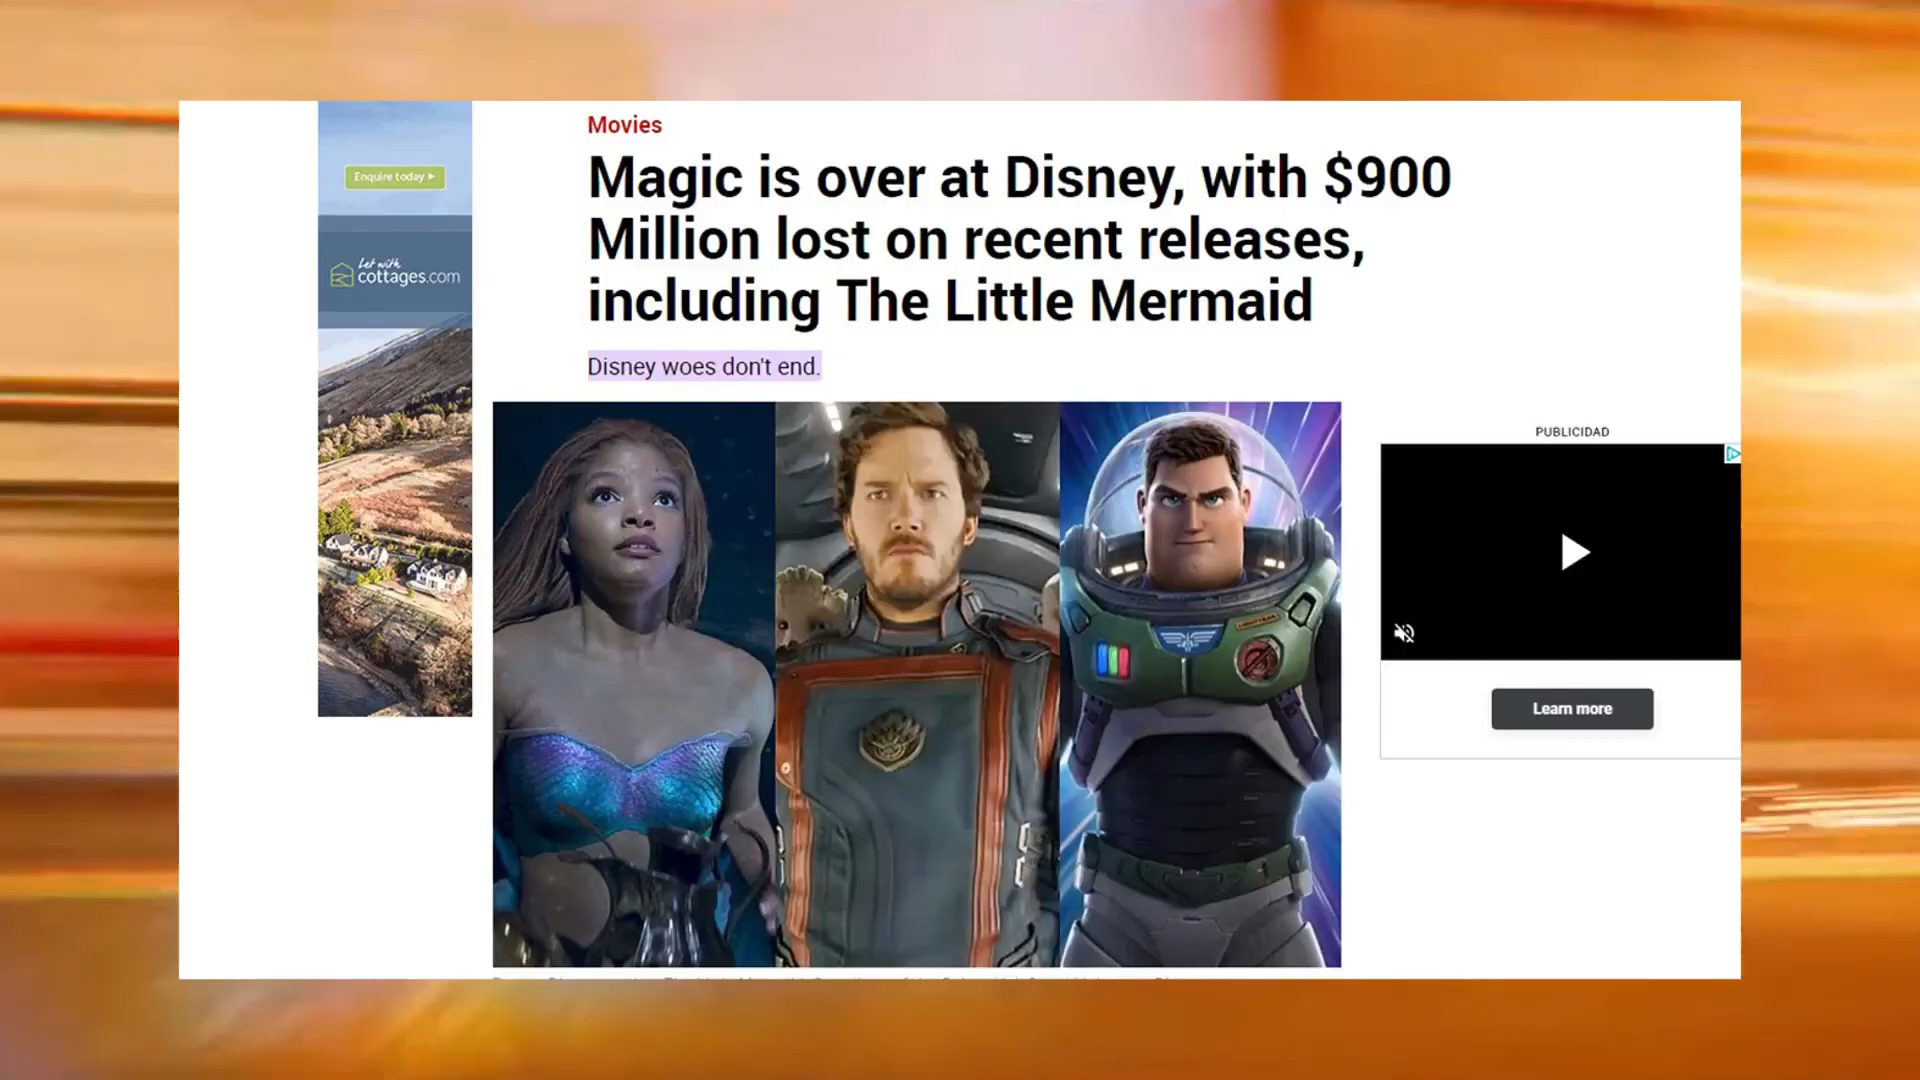 Movies
Magic is over at Disney, with $900
Million lost on recent releases,
including The Little Mermaid
Disney woes don't end.
Enquire today
Let with
cottages.com
PUBLICIDAD
LIGHTYEAR
Learn more